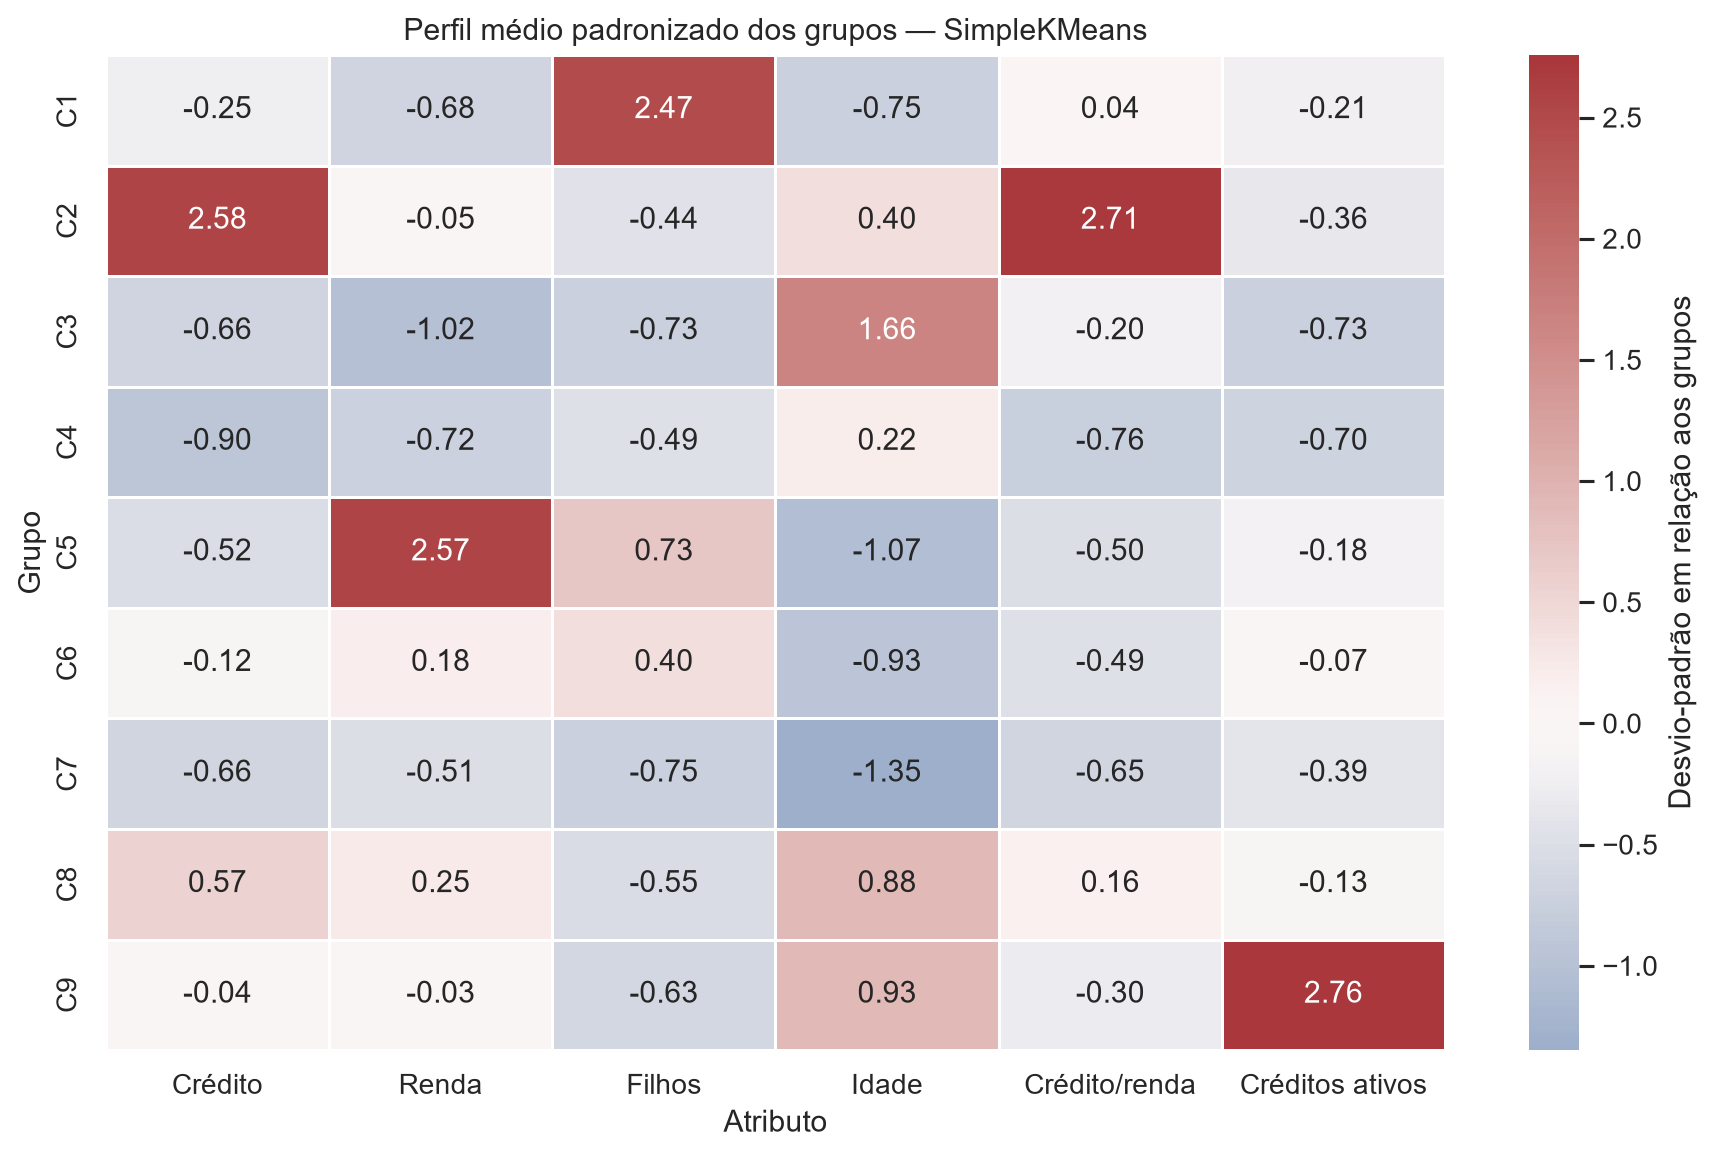 Perfil médio padronizado dos grupos — SimpleKMeans
C1 -0.25 -0.68 2.47 -0.75 0.04 -0.21
C2 2.58 -0.05 -0.44 0.40 2.71 -0.36
C3 -0.66 -1.02 -0.73 1.66 -0.20 -0.73
C4 -0.90 -0.72 -0.49 0.22 -0.76 -0.70
C5 -0.52 2.57 0.73 -1.07 -0.50 -0.18
C6 -0.12 0.18 0.40 -0.93 -0.49 -0.07
C7 -0.66 -0.51 -0.75 -1.35 -0.65 -0.39
C8 0.57 0.25 -0.55 0.88 0.16 -0.13
C9 -0.04 -0.03 -0.63 0.93 -0.30 2.76
Grupo
Crédito Renda Filhos Idade Crédito/renda Créditos ativos
Atributo
2.5
2.0
1.5
1.0
0.5
0.0
−0.5
−1.0
Desvio-padrão em relação aos grupos